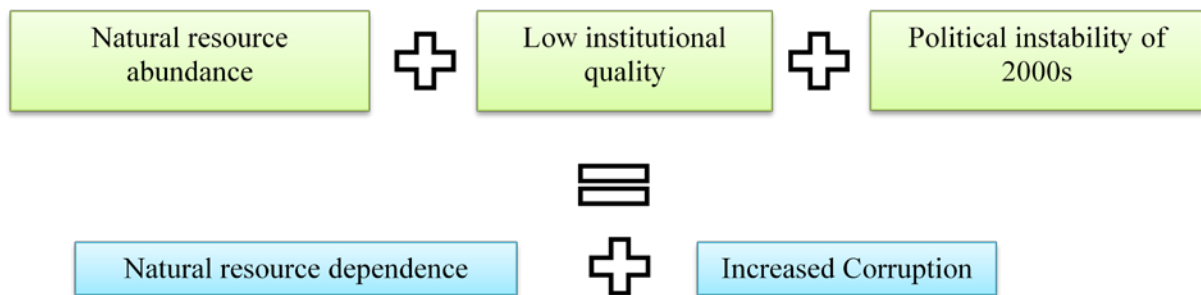 Natural resource
abundance
Low institutional
quality
Political instability of
2000s
Natural resource dependence
Increased Corruption